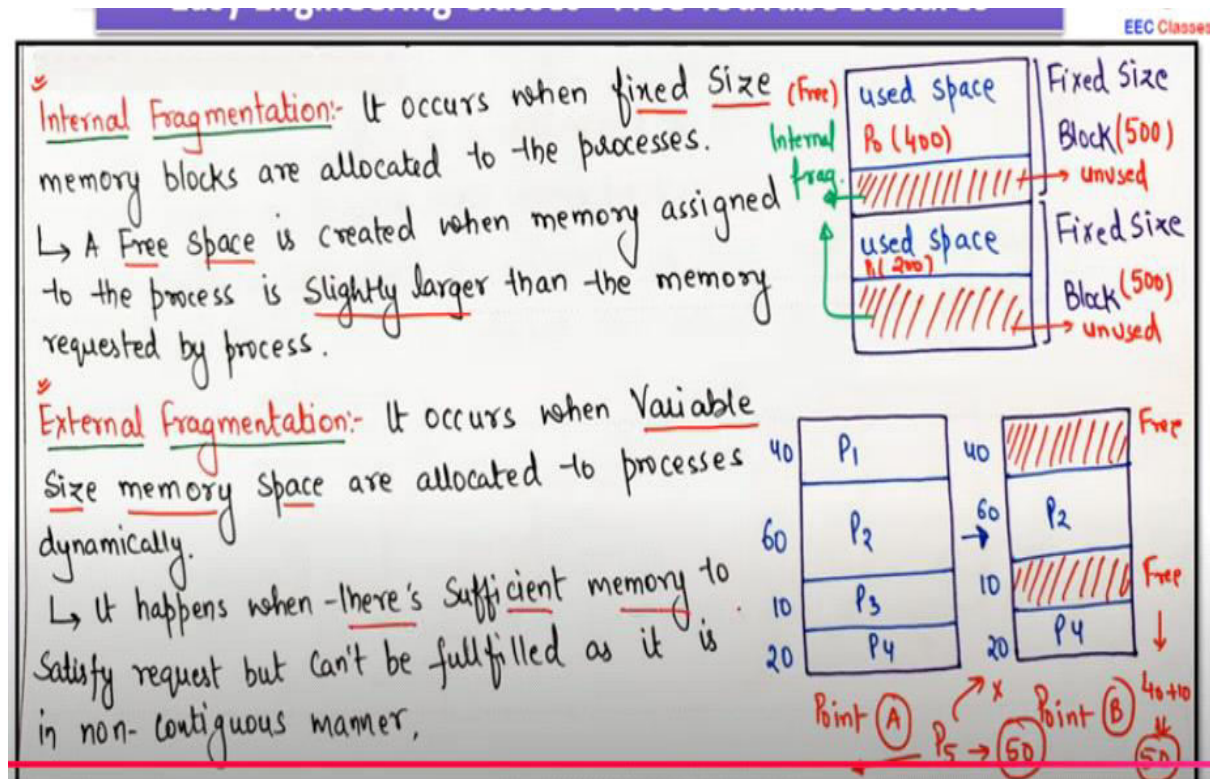 EEC Classes
Internal Fragmentation:- It occurs when fixed Size
memory blocks are allocated to the processes.
↳ A Free space is created when memory assigned
to the process is slightly larger than the memory
requested by process.
External Fragmentation:- It occurs when Variable
Size memory space are allocated to processes
dynamically.
↳ It happens when there's Sufficient memory to
Satisfy request but can't be fullfilled as it is
in non-contiguous manner.
(Free)
Internal
frag.
used space
P0 (400)
Fixed Size
Block (500)
unused
used space
P1 (200)
Fixed Size
Block (500)
unused
40 P1
60 P2
10 P3
20 P4
Point A
40 Free
60 P2
10 Free
20 P4
Point B
40+10
50
P5 → 50
x